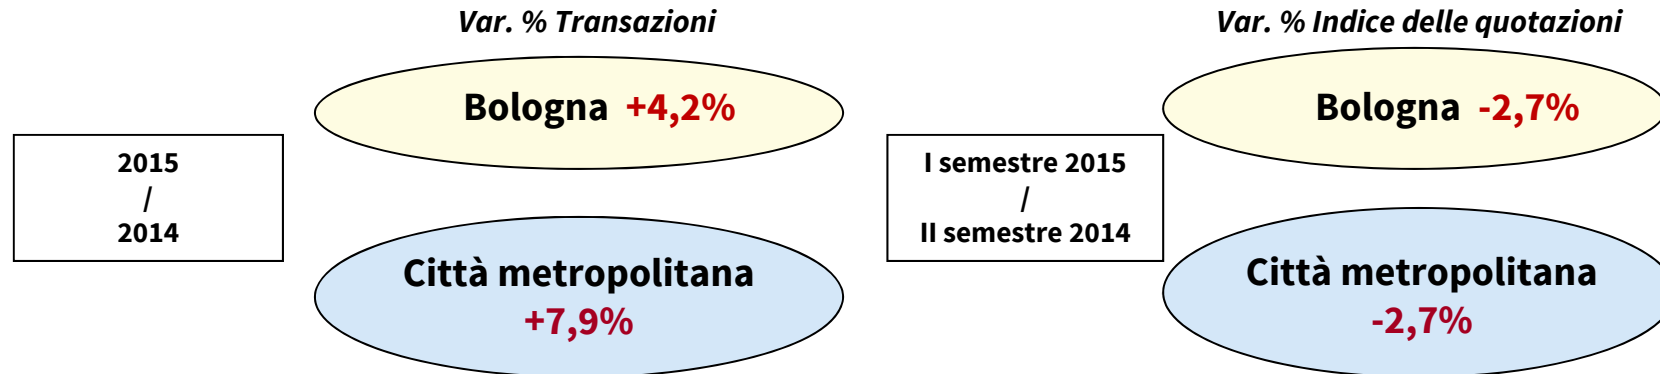 Var. % Transazioni
Bologna +4,2%
2015
/
2014
Città metropolitana
+7,9%
Var. % Indice delle quotazioni
Bologna -2,7%
I semestre 2015
/
II semestre 2014
Città metropolitana
-2,7%